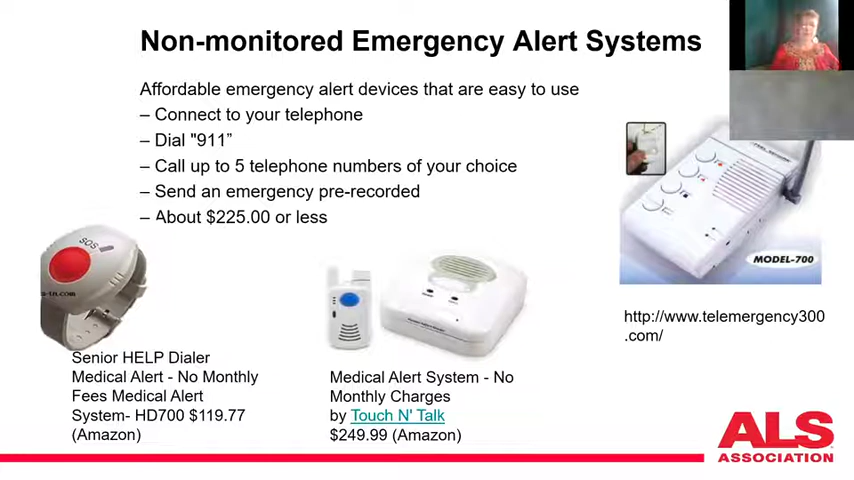 Non-monitored Emergency Alert Systems
Affordable emergency alert devices that are easy to use
– Connect to your telephone
– Dial "911”
– Call up to 5 telephone numbers of your choice
– Send an emergency pre-recorded
– About $225.00 or less
SOS
MODEL-700
http://www.telemergency300
.com/
Senior HELP Dialer
Medical Alert - No Monthly
Fees Medical Alert
System- HD700 $119.77
(Amazon)
Medical Alert System - No
Monthly Charges
by Touch N' Talk
$249.99 (Amazon)
ALS
ASSOCIATION